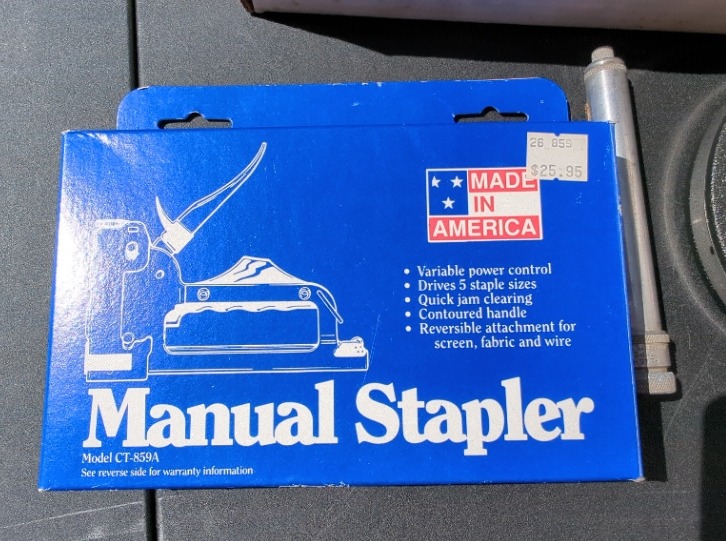 26 859
$25.95
MADE
IN
AMERICA
• Variable power control
• Drives 5 staple sizes
• Quick jam clearing
• Contoured handle
• Reversible attachment for
screen, fabric and wire
Manual Stapler
Model CT-859A
See reverse side for warranty information